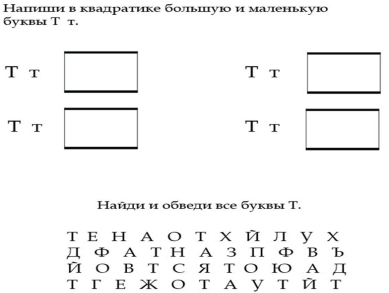 Напиши в квадратике большую и маленькую
буквы Т т.
Т т Т т
Т т Т т
Найди и обведи все буквы Т.
Т Е Н А О Т Х Й Л У Х
Д Ф А Т Н А З П Ф В Ъ
Й О В Т С Я Т О Ю А Д
Т Г Е Ж О Т А У Т Й Т